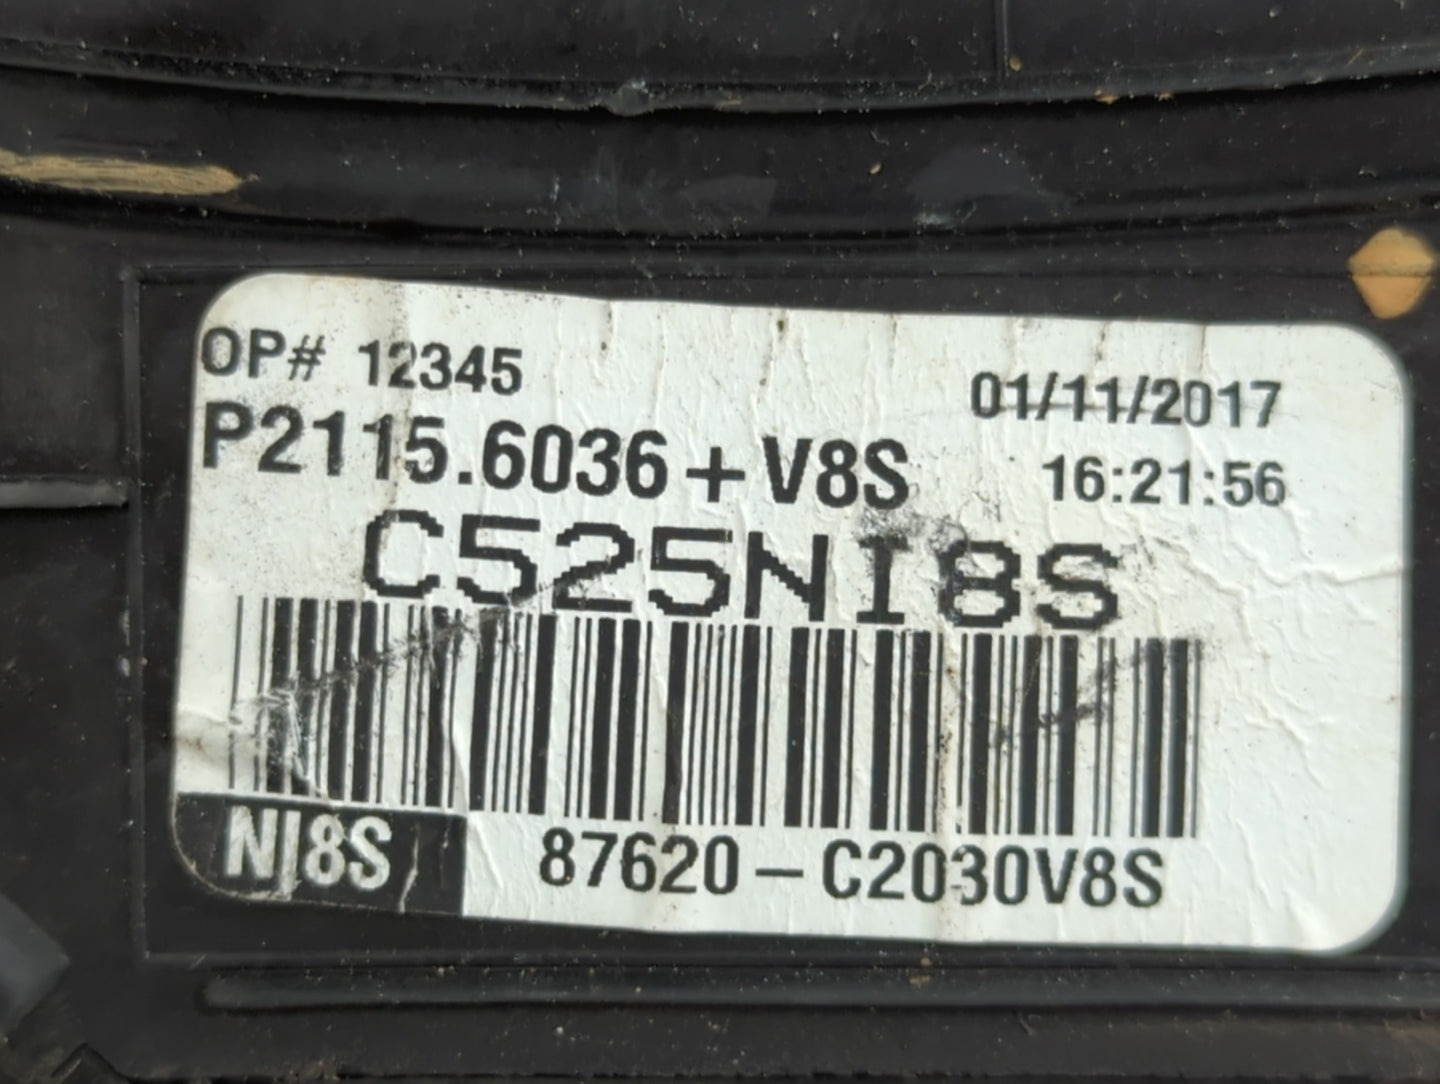 OP# 12345
01/11/2017
P2115.6036+V8S
16:21:56
C525NI8S
NI8S
87620-C2030V8S